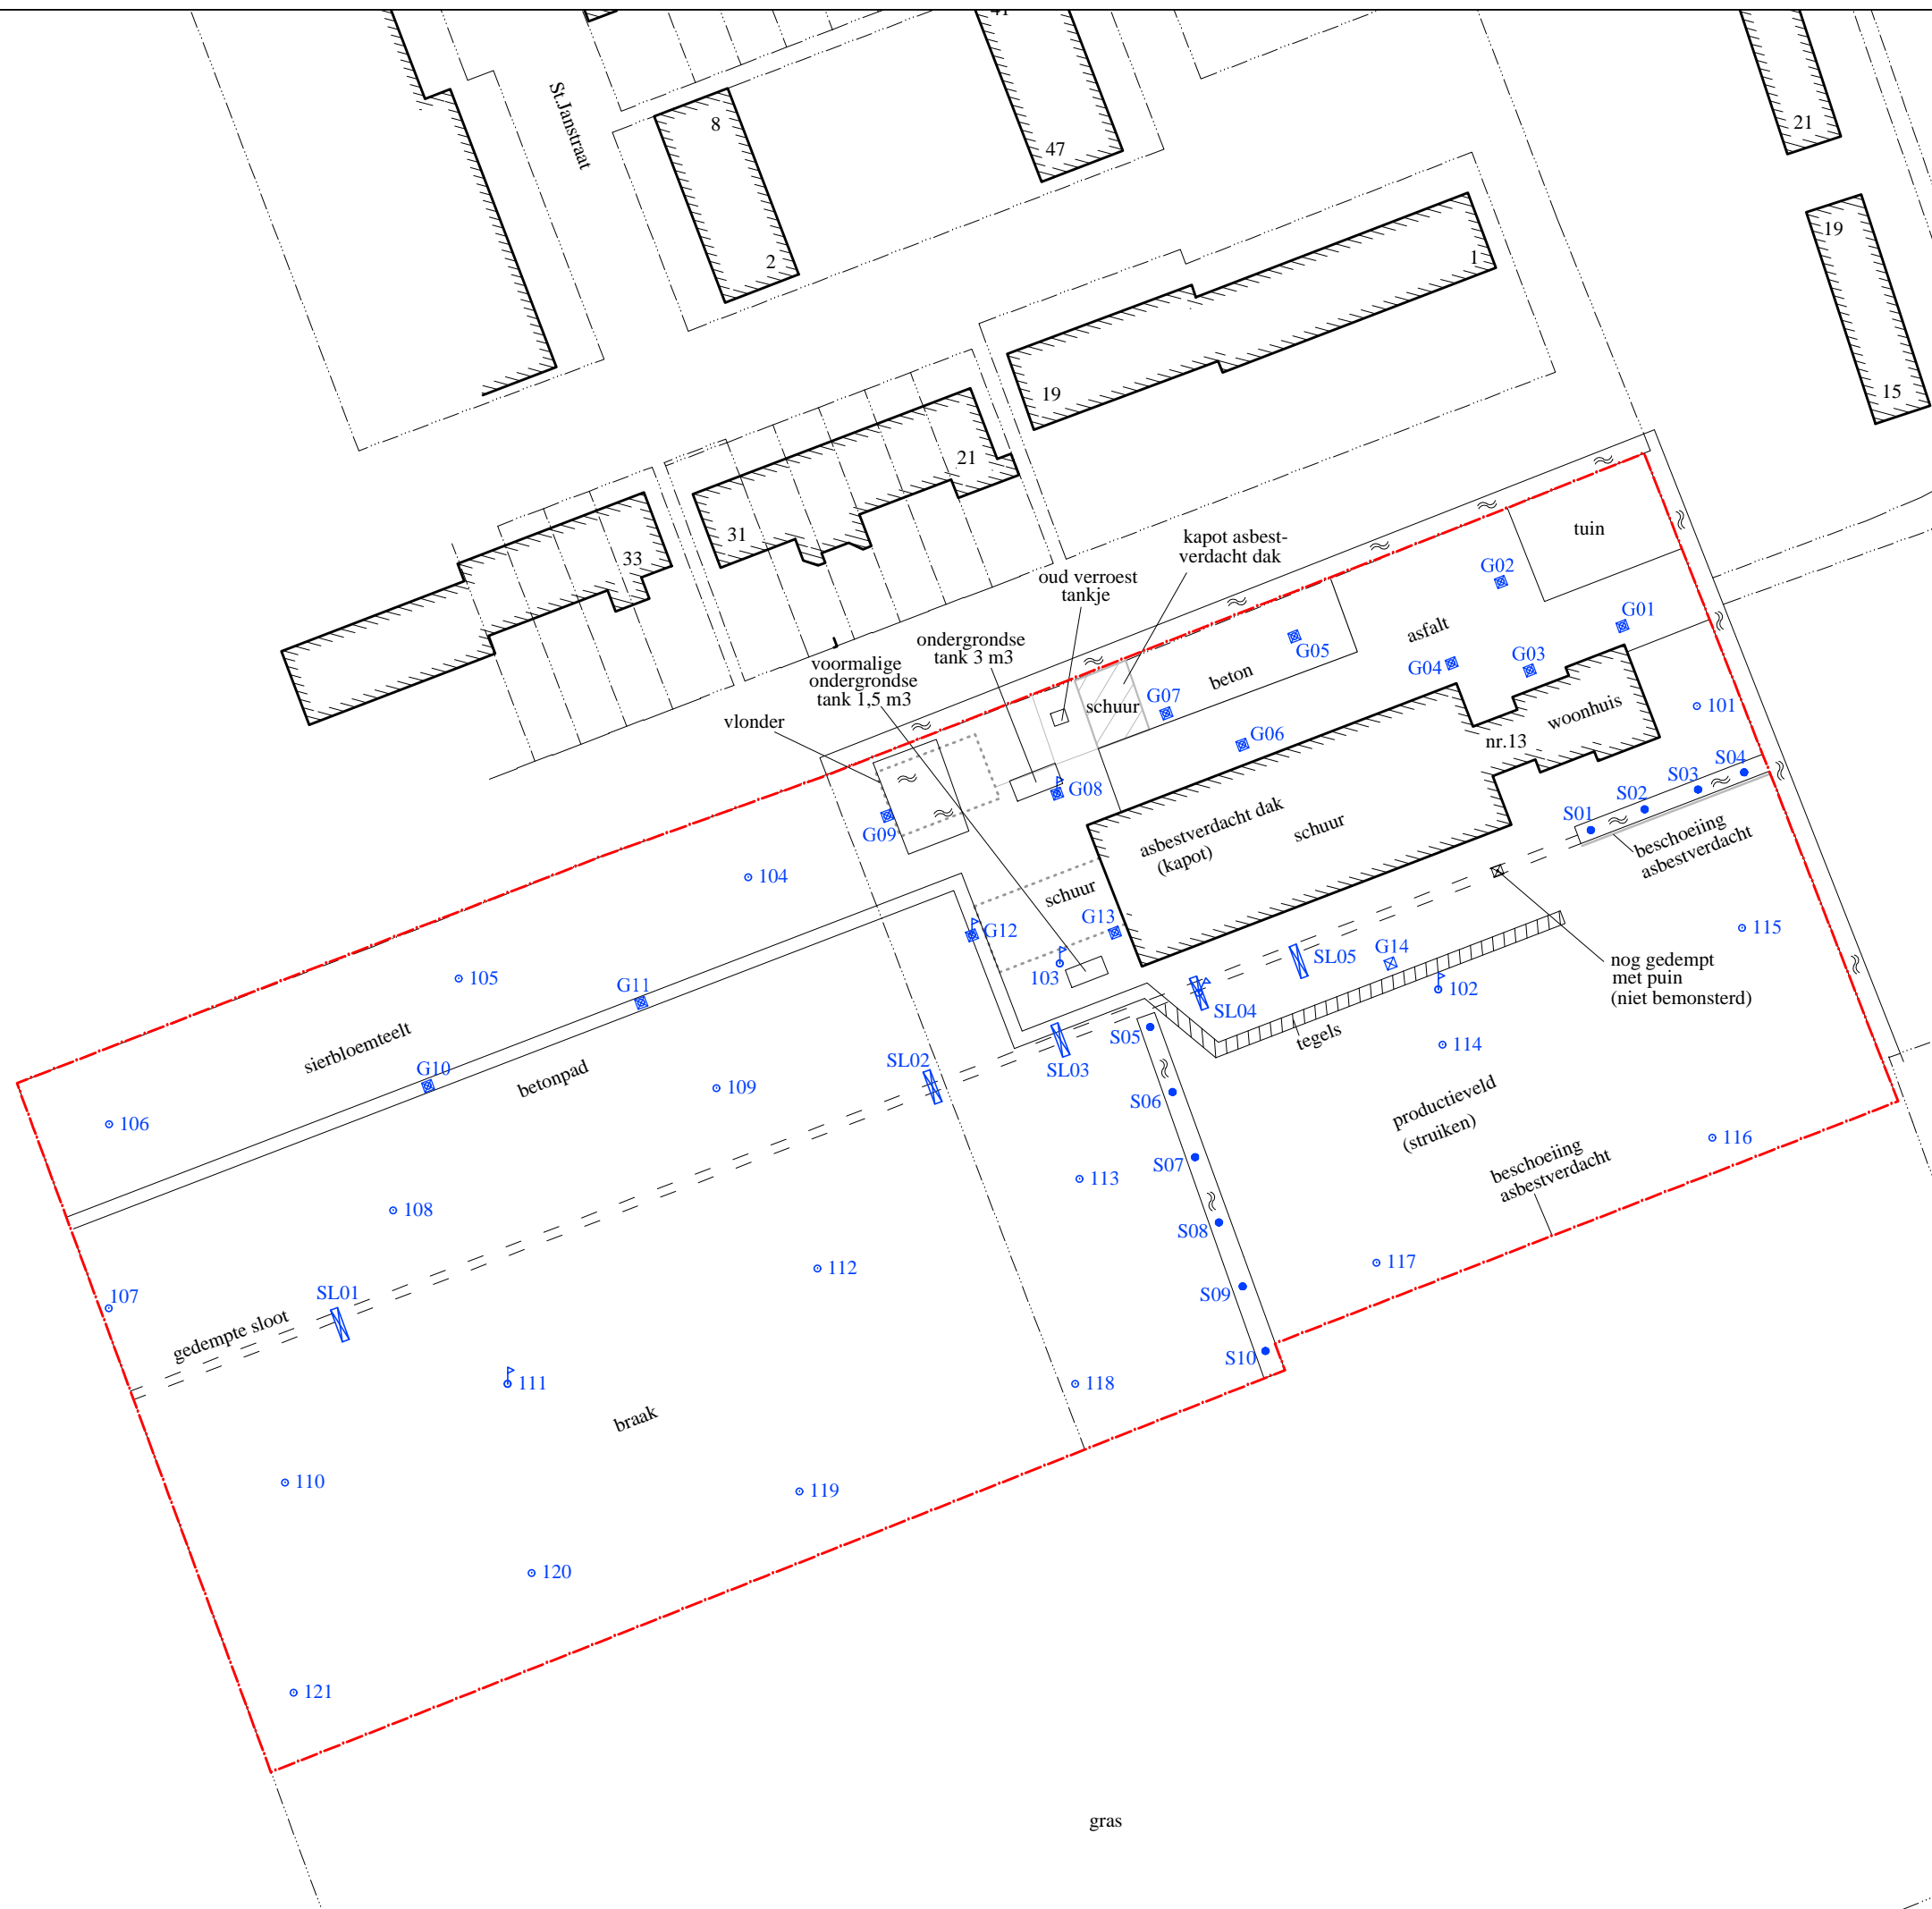 41
St.Janstraat
8
47
21
2
19
1
19
15
21
31
33
kapot asbest-
verdacht dak
oud verroest
tankje
ondergrondse
tank 3 m3
voormalige
ondergrondse
tank 1,5 m3
vlonder
tuin
G02
G01
asfalt
G05
G04
G03
beton
G07
schuur
G06
woonhuis
nr.13
101
G08
G09
S04
S03
S02
S01
asbestverdacht dak
(kapot)
schuur
beschoeiing
asbestverdacht
104
schuur
G13
G12
103
G14
SL05
SL04
115
nog gedempt
met puin
(niet bemonsterd)
102
105
G11
sierbloemteelt
G10
betonpad
109
SL02
SL03
S05
tegels
114
106
S06
productieveld
(struiken)
116
beschoeiing
asbestverdacht
108
113
S07
S08
107
SL01
112
S09
117
gedempte sloot
111
S10
118
braak
110
119
120
121
gras